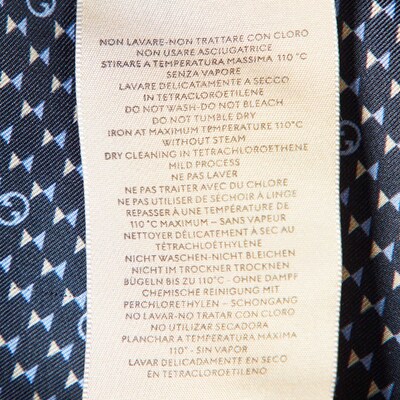 NON LAVARE-NON TRATTARE CON CLORO
NON USARE ASCIUGATRICE
STIRARE A TEMPERATURA MASSIMA 110 °C
SENZA VAPORE
LAVARE DELICATAMENTE A SECCO
IN TETRACLOROETILENE
DO NOT WASH-DO NOT BLEACH
DO NOT TUMBLE DRY
IRON AT MAXIMUM TEMPERATURE 110°C
WITHOUT STEAM
DRY CLEANING IN TETRACHLOROETHENE
MILD PROCESS
NE PAS LAVER
NE PAS TRAITER AVEC DU CHLORE
NE PAS UTILISER DE SÉCHOIR À LINGE
REPASSER À UNE TEMPÉRATURE DE
110 °C MAXIMUM – SANS VAPEUR
NETTOYER DÉLICATEMENT À SEC AU
TÉTRACHLOROÉTHYLÈNE
NICHT WASCHEN-NICHT BLEICHEN
NICHT IM TROCKNER TROCKNEN
BÜGELN BIS ZU 110°C - OHNE DAMPF
CHEMISCHE REINIGUNG MIT
PERCHLORETHYLEN – SCHONGANG
NO LAVAR-NO TRATAR CON CLORO
NO UTILIZAR SECADORA
PLANCHAR A TEMPERATURA MÁXIMA
110° - SIN VAPOR
LAVAR DELICADAMENTE EN SECO
EN TETRACLOROETILENO